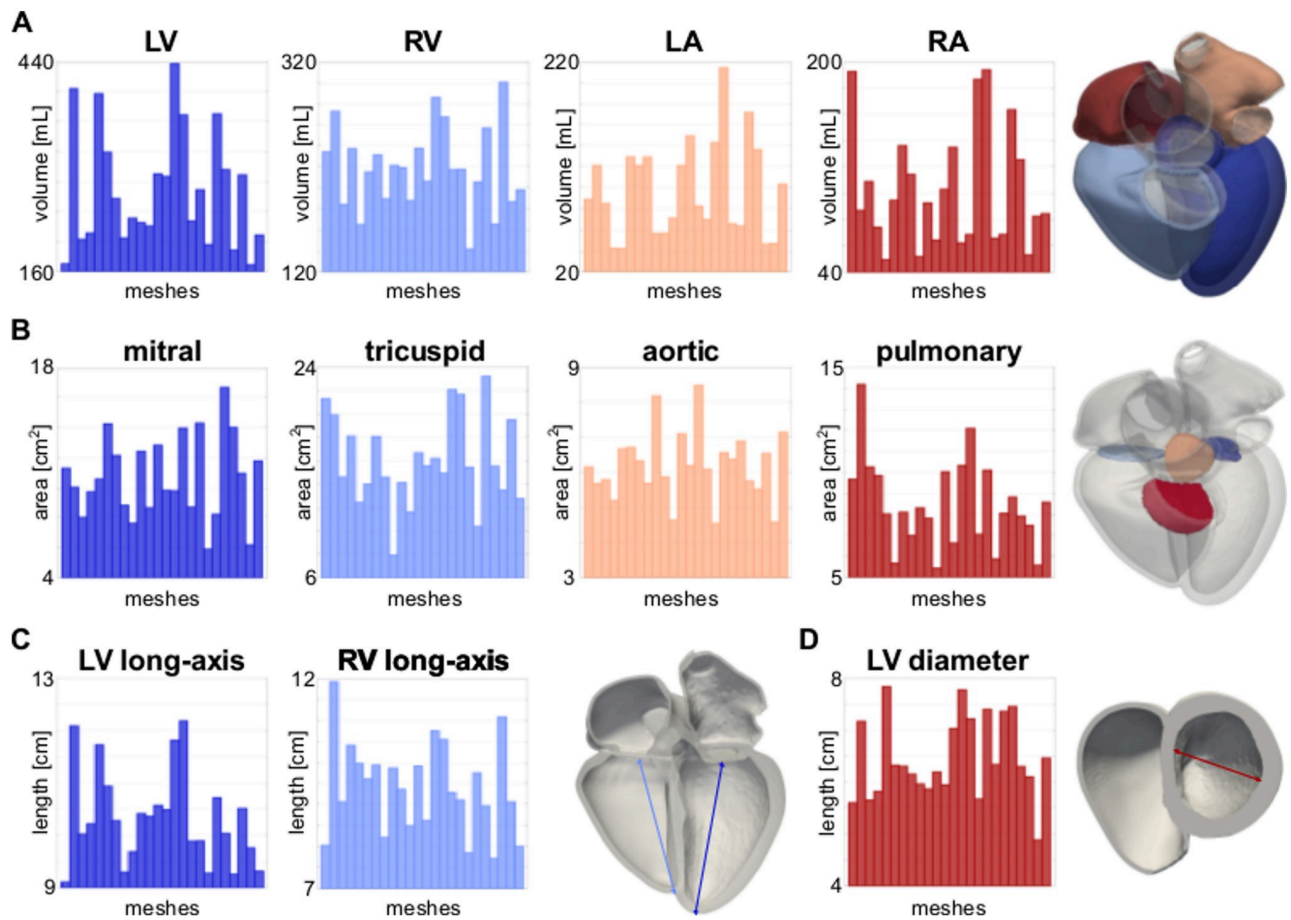 A
LV RV LA RA
440 320 220 200
volume [mL] volume [mL] volume [mL] volume [mL]
160 120 20 40
meshes meshes meshes meshes
B
mitral tricuspid aortic pulmonary
18 24 9 15
area [cm²] area [cm²] area [cm²] area [cm²]
4 6 3 5
meshes meshes meshes meshes
C D
LV long-axis RV long-axis LV diameter
13 12 8
length [cm] length [cm] length [cm]
9 7 4
meshes meshes meshes